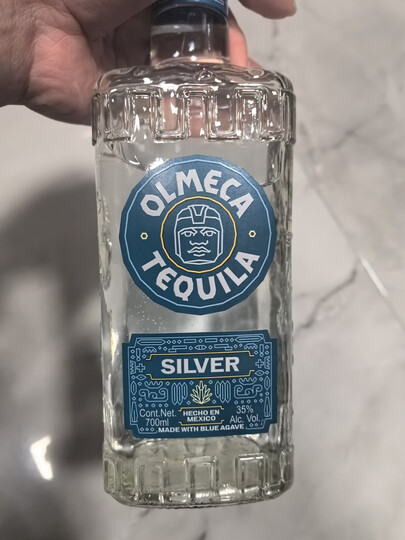 OLMECA
TEQUILA
SILVER
Cont.Net.
700ml
HECHO EN
MEXICO
35%
Alc. Vol.
MADE WITH BLUE AGAVE